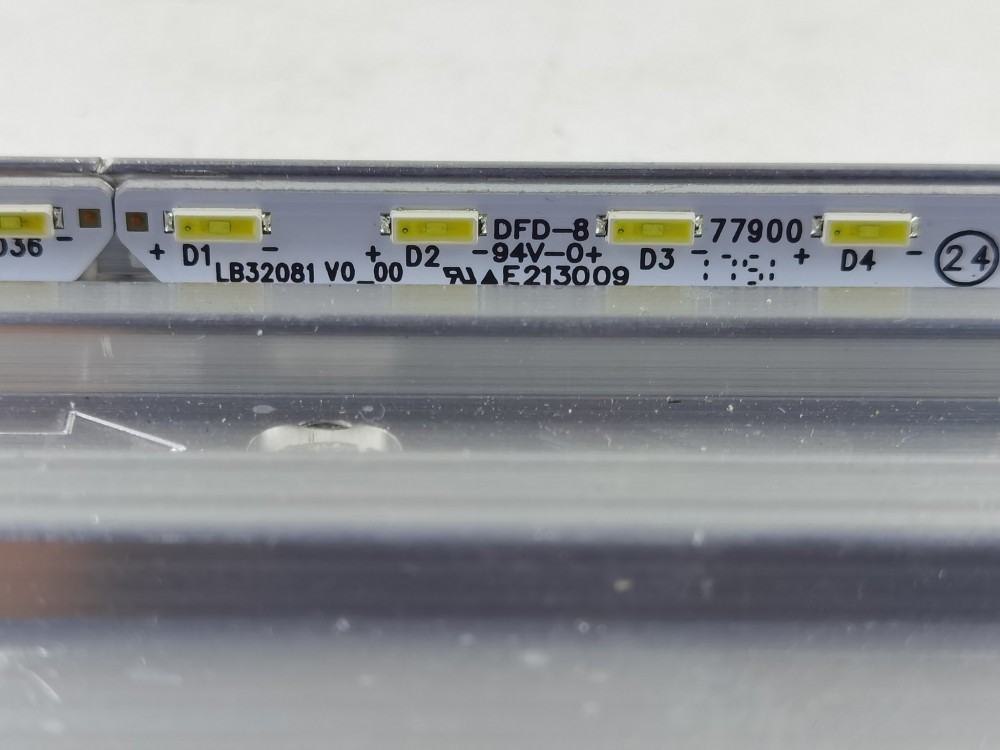 DFD-8 77900
036 - + D1 - + D2 -94V-0+ D3 - + D4 - 24
LB32081 V0_00 E213009